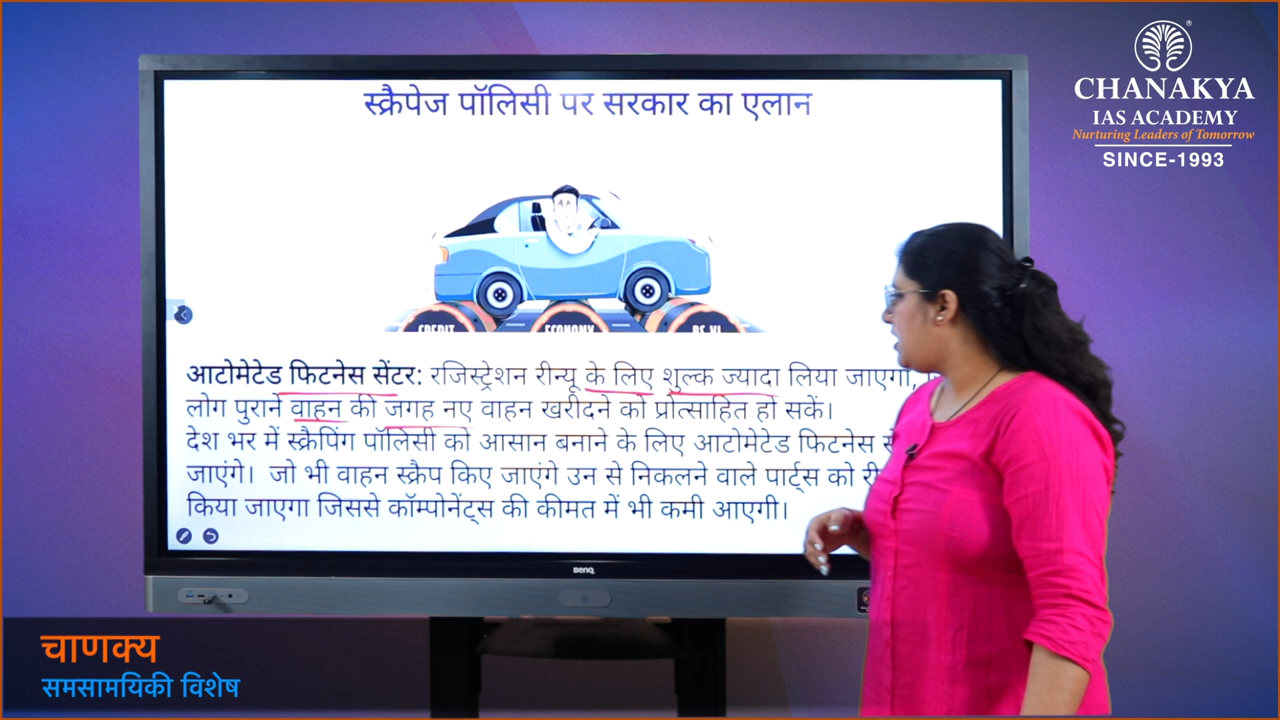 CHANAKYA
IAS ACADEMY
Nurturing Leaders of Tomorrow
SINCE-1993
स्क्रैपेज पॉलिसी पर सरकार का एलान
CREDIT ECONOMY BS VI
आटोमेटेड फिटनेस सेंटर: रजिस्ट्रेशन रीन्यू के लिए शुल्क ज्यादा लिया जाएगा,
लोग पुराने वाहन की जगह नए वाहन खरीदने को प्रोत्साहित हो सकें।
देश भर में स्क्रैपिंग पॉलिसी को आसान बनाने के लिए आटोमेटेड फिटनेस
जाएंगे। जो भी वाहन स्क्रैप किए जाएंगे उन से निकलने वाले पार्ट्स को
किया जाएगा जिससे कॉम्पोनेंट्स की कीमत में भी कमी आएगी।
BenQ
चाणक्य
समसामयिकी विशेष